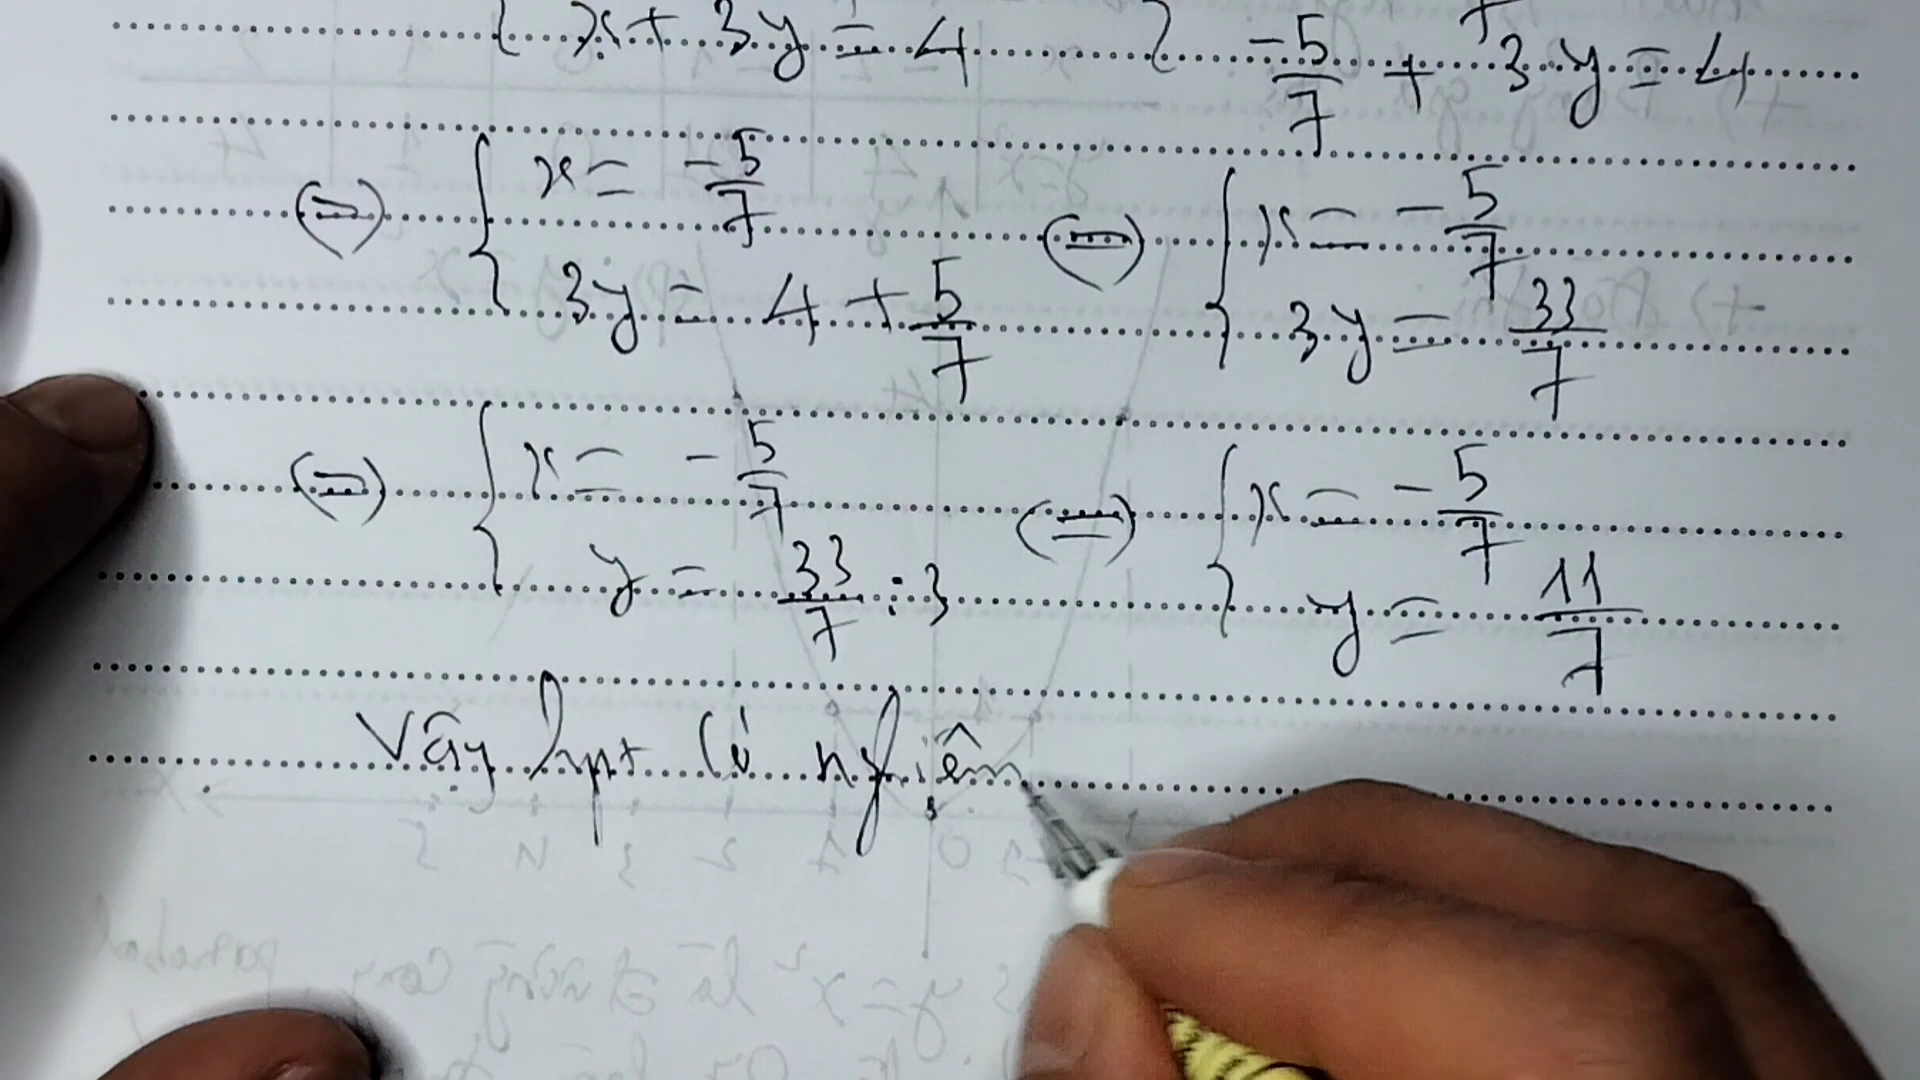 { x + 3y = 4 { -5/7 + 3y = 4
(=) { x = -5/7 (=) { x = -5/7
3y = 4 + 5/7 3y = 33/7
(=) { x = -5/7 (=) { x = -5/7
y = 33/7 : 3 y = 11/7
Vậy hpt có nghiêm